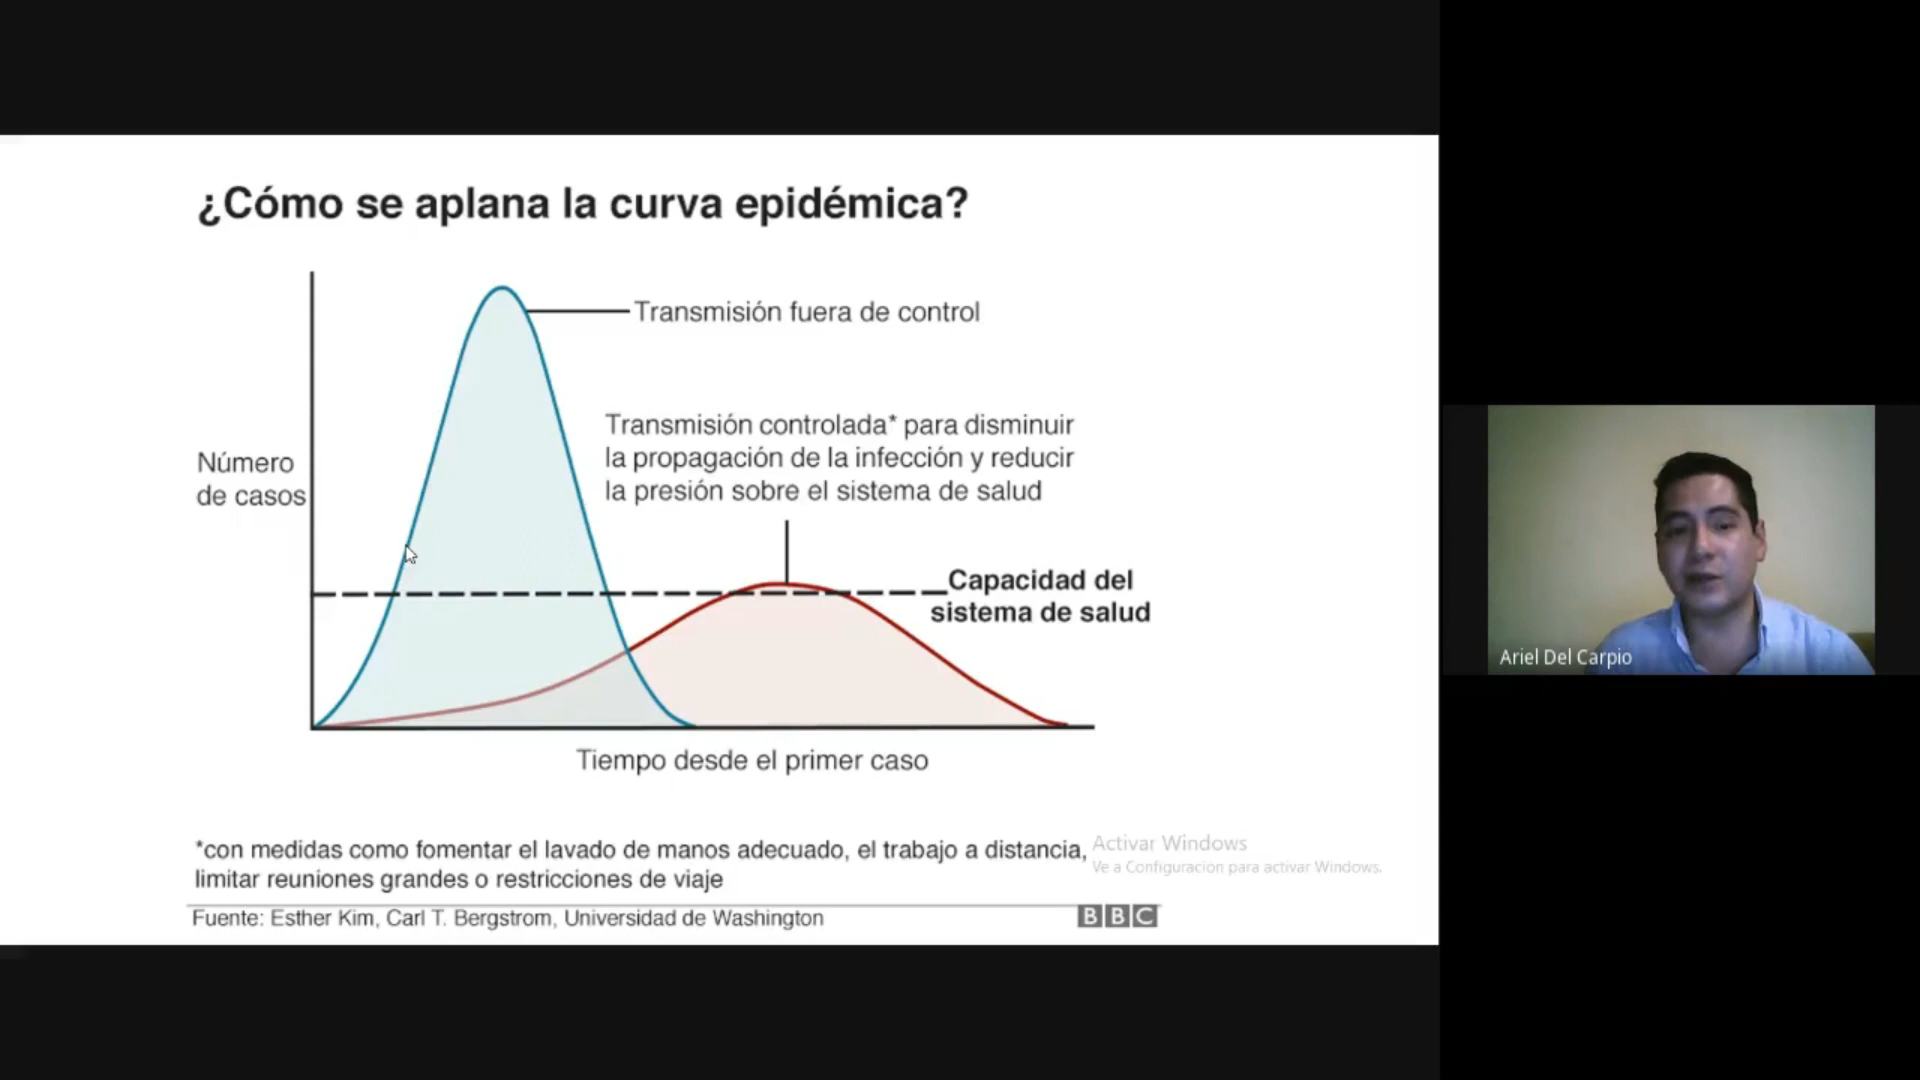 ¿Cómo se aplana la curva epidémica?
Transmisión fuera de control
Transmisión controlada* para disminuir
la propagación de la infección y reducir
la presión sobre el sistema de salud
Número
de casos
Capacidad del
sistema de salud
Tiempo desde el primer caso
*con medidas como fomentar el lavado de manos adecuado, el trabajo a distancia,
limitar reuniones grandes o restricciones de viaje
Activar Windows
Ve a Configuración para activar Windows.
Fuente: Esther Kim, Carl T. Bergstrom, Universidad de Washington
BBC
Ariel Del Carpio